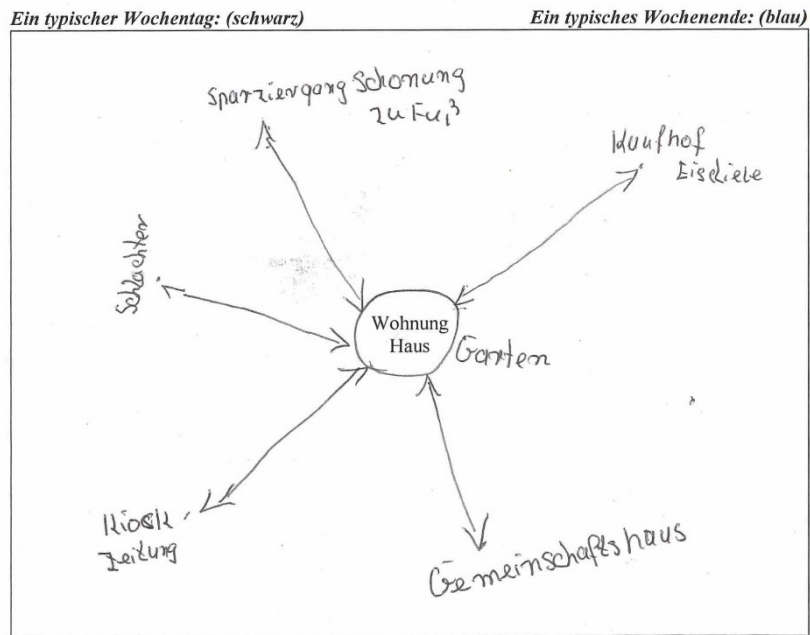 Ein typischer Wochentag: (schwarz)
Ein typisches Wochenende: (blau)
Sparziergang Schonung
zu Fuß
Kaufhof
Eisdiele
Schlachter
Wohnung
Haus
Garten
Kiosk
Zeitung
Gemeinschaftshaus